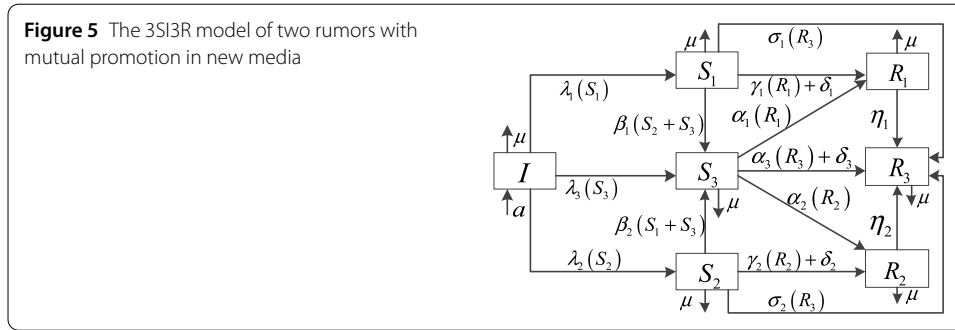 Figure 5 The 3SI3R model of two rumors with
mutual promotion in new media
σ₁(R₃)
μ
μ
S₁
γ₁(R₁)+δ₁
R₁
λ₁(S₁)
β₁(S₂+S₃)
α₁(R₁)
η₁
μ
I
λ₃(S₃)
S₃
α₃(R₃)+δ₃
R₃
a
μ
α₂(R₂)
μ
β₂(S₁+S₃)
η₂
λ₂(S₂)
S₂
γ₂(R₂)+δ₂
R₂
μ
σ₂(R₃)
μ